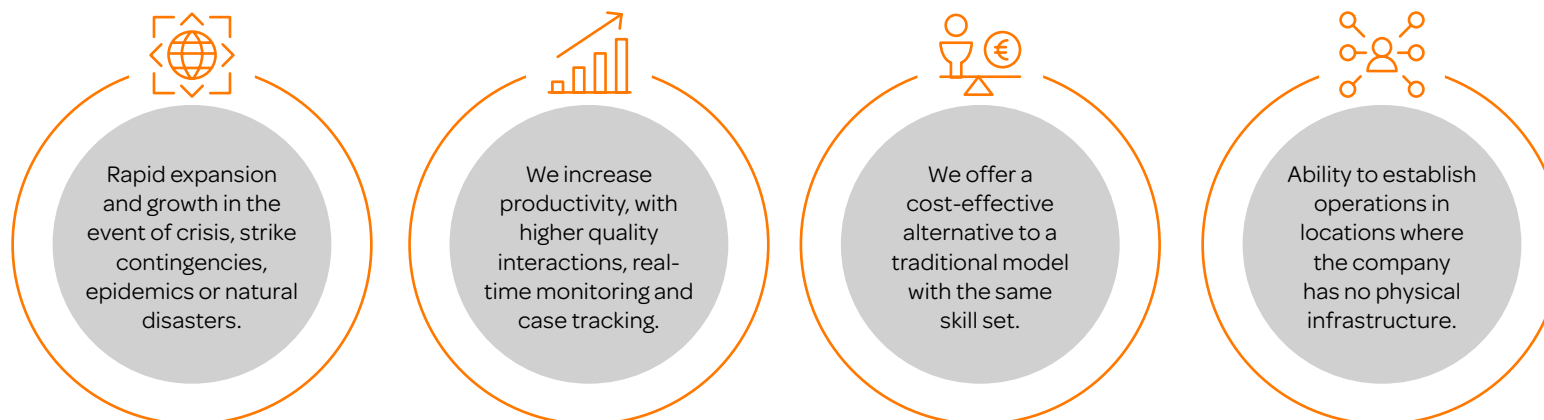 Rapid expansion
and growth in the
event of crisis, strike
contingencies,
epidemics or natural
disasters.
We increase
productivity, with
higher quality
interactions, real-
time monitoring and
case tracking.
€
We offer a
cost-effective
alternative to a
traditional model
with the same
skill set.
Ability to establish
operations in
locations where
the company
has no physical
infrastructure.